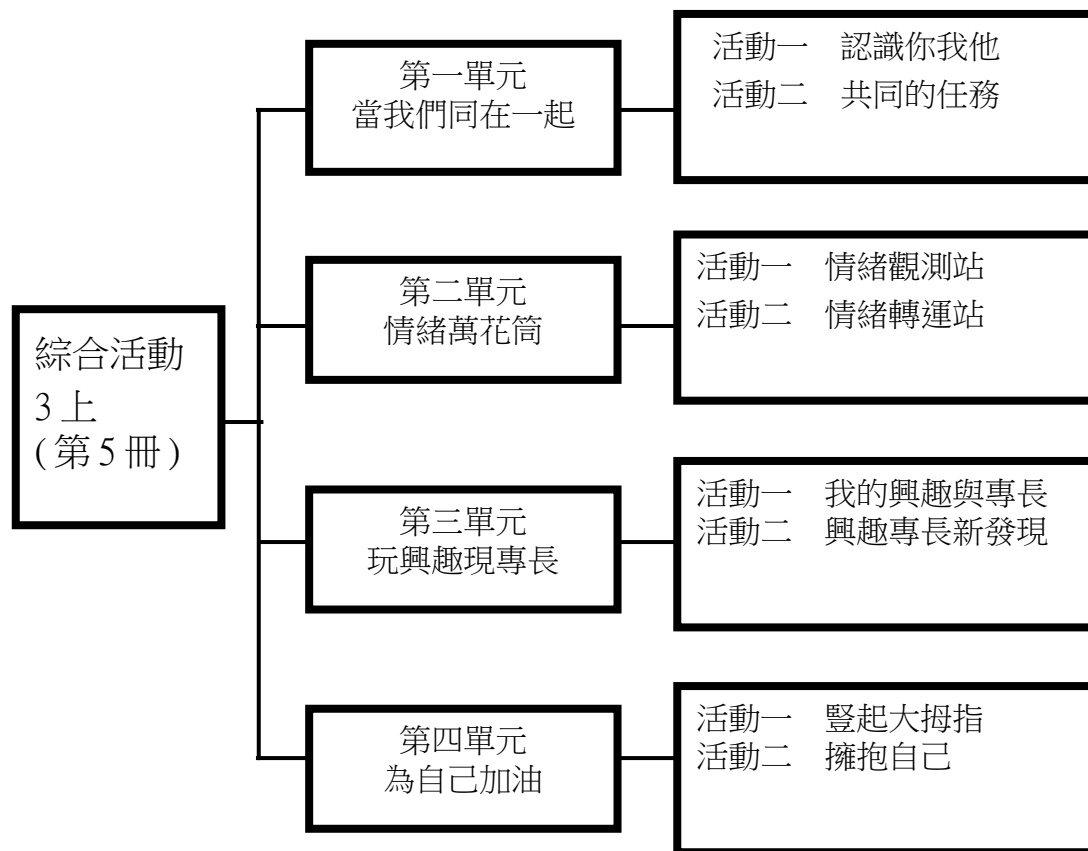 綜合活動
3上
(第5冊)
第一單元
當我們同在一起
活動一　認識你我他
活動二　共同的任務
第二單元
情緒萬花筒
活動一　情緒觀測站
活動二　情緒轉運站
第三單元
玩興趣現專長
活動一　我的興趣與專長
活動二　興趣專長新發現
第四單元
為自己加油
活動一　豎起大拇指
活動二　擁抱自己